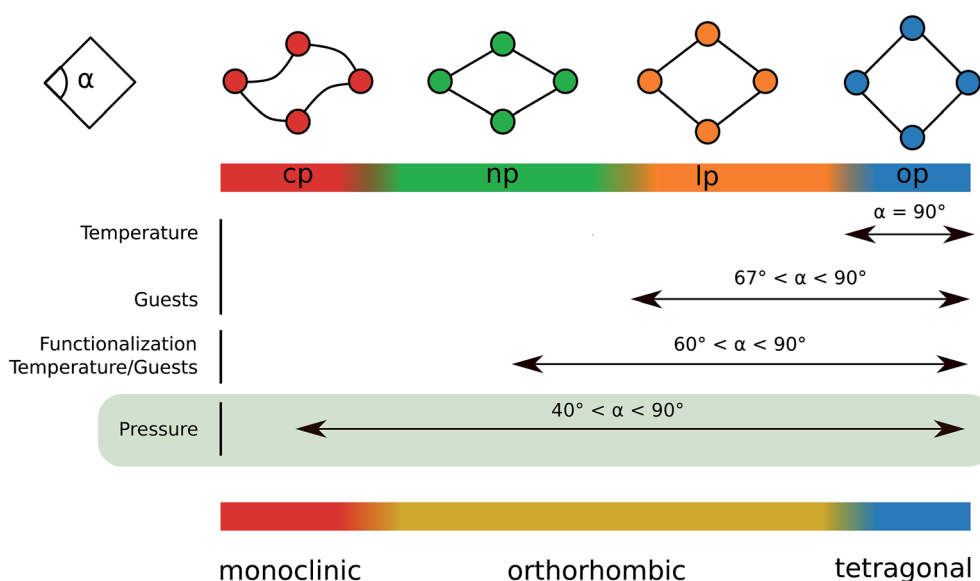 α
cp np lp op
Temperature
α = 90°
Guests
67° < α < 90°
Functionalization
Temperature/Guests
60° < α < 90°
Pressure
40° < α < 90°
monoclinic orthorhombic tetragonal